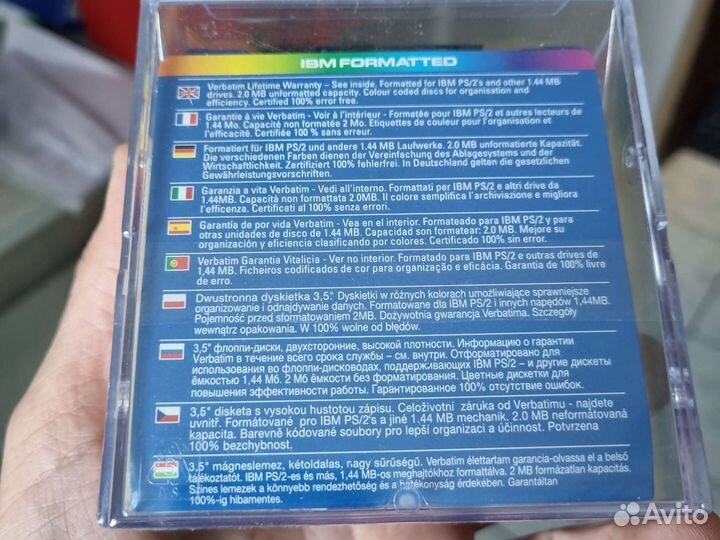 IBM FORMATTED
Verbatim Lifetime Warranty – See inside. Formatted for IBM PS/2's and other 1.44 MB
drives. 2.0 MB unformatted capacity. Colour coded discs for organisation and
efficiency. Certified 100% error free.
Garantie à vie Verbatim - Voir à l'intérieur - Formatée pour IBM PS/2 et autres lecteurs de
1,44 Mo. Capacité non formatée 2 Mo. Etiquettes de couleur pour l'organisation et
l'efficacité. Certifiée 100 % sans erreur.
Formatiert für IBM PS/2 und andere 1.44 MB Laufwerke. 2.0 MB unformatierte Kapazität.
Die verschiedenen Farben dienen der Vereinfachung des Ablagesystems und der
Wirtschaftlichkeit. Zertifiziert 100% fehlerfrei. In Deutschland gelten die gesetzlichen
Gewährleistungsvorschriften.
Garanzia a vita Verbatim - Vedi all'interno. Formattati per IBM PS/2 e altri drive da
1.44MB. Capacità non formattata 2.0MB. Il colore semplifica l'archiviazione e migliora
l'efficenza. Certificati al 100% senza errori.
Garantía de por vida Verbatim - Vea en el interior. Formateado para IBM PS/2 y para
otras unidades de disco de 1.44 MB. Capacidad son formatear: 2.0 MB. Mejore su
organización y eficiencia clasificando por colores. Certificado 100% sin error.
Verbatim Garantia Vitalicia - Ver no interior. Formatado para IBM PS/2 e outras drives de
1,44 MB. Ficheiros codificados de cor para organização e eficácia. Garantia de 100% livre
de erro.
Dwustronna dyskietka 3,5". Dyskietki w różnych kolorach umożliwiające sprawniejsze
organizowanie i odnajdywanie danych. Formatowane dla IBM PS/2 i innych napędów 1,44MB.
Pojemność przed sformatowaniem 2MB. Dożywotnia gwarancja Verbatima. Szczegóły
wewnątrz opakowania. W 100% wolne od błędów.
3,5" флоппи-диски, двухсторонние, высокой плотности. Информацию о гарантии
Verbatim в течение всего срока службы – см. внутри. Отформатировано для
использования во флоппи-дисководах, поддерживающих IBM PS/2 – и другие дискеты
ёмкостью 1,44 Мб. 2 Мб ёмкости без форматирования. Цветные дискетки для
повышения эффективности работы. Гарантированное 100% отсутствие ошибок.
3,5" disketa s vysokou hustotou zápisu. Celoživotní záruka od Verbatimu - najdete
uvnitř. Formátované pro IBM PS/2's a jiné 1.44 MB mechanik. 2.0 MB neformátovaná
kapacita. Barevně kódované soubory pro lepší organizaci a účinnost. Potvrzena
100% bezchybnost.
3,5" mágneslemez, kétoldalas, nagy sűrűségű. Verbatim élettartam garancia-olvassa el a belső
tájékoztatót. IBM PS/2-es és más, 1,44 MB-os meghajtókhoz formattálva. 2 MB formázatlan kapacitás.
Színes lemezek a könnyebb rendezhetőség és a hatékonyság érdekében. Garantáltan
100%-ig hibamentes.
Avito